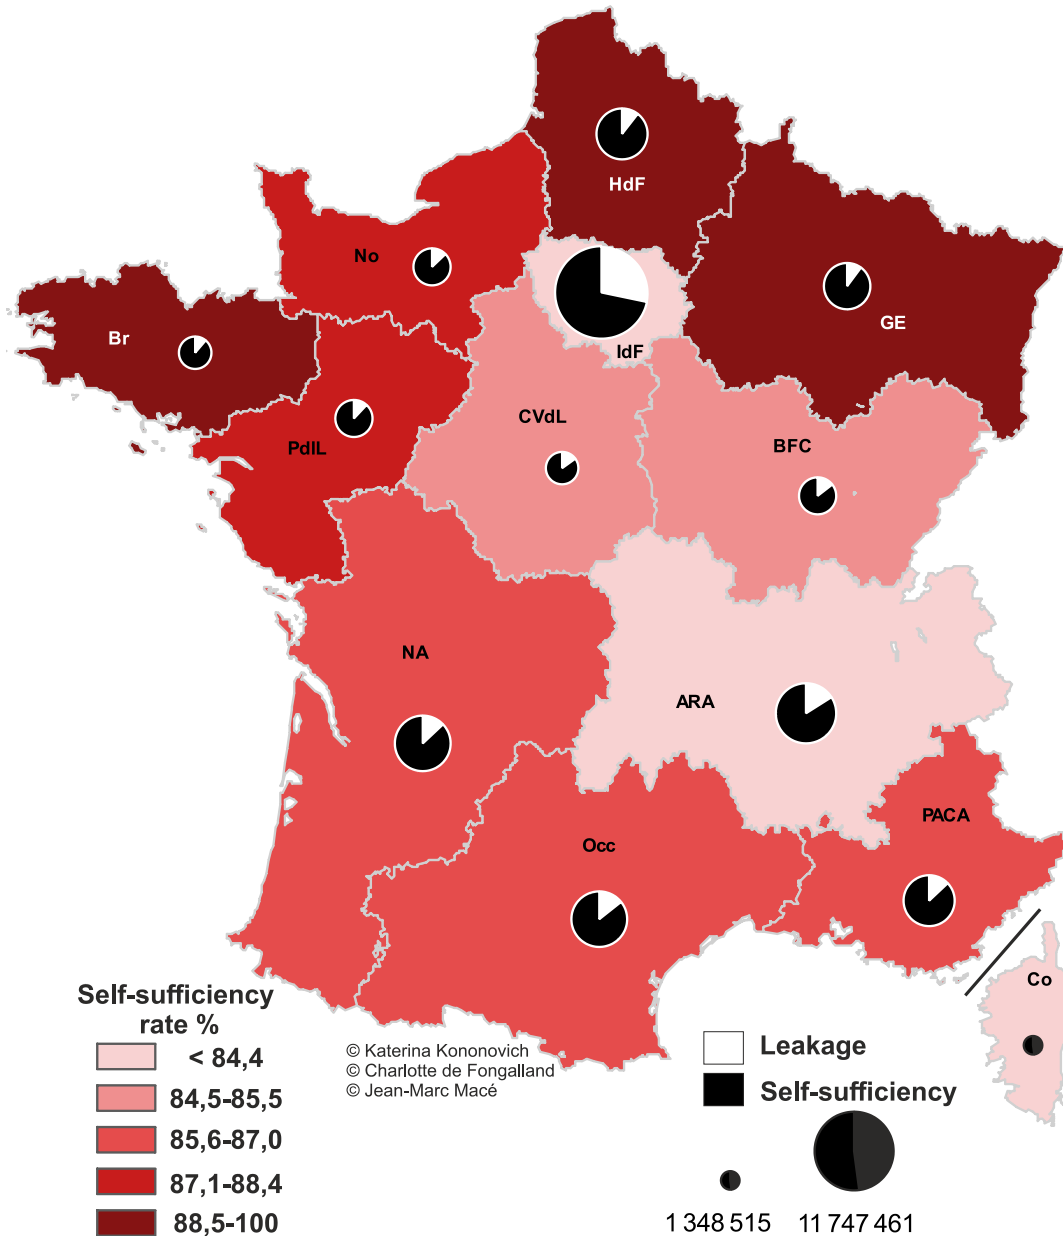 HdF
No
GE
Br
IdF
CVdL
PdlL
BFC
NA
ARA
PACA
Occ
Co
Self-sufficiency
rate %
< 84,4
84,5-85,5
85,6-87,0
87,1-88,4
88,5-100
© Katerina Kononovich
© Charlotte de Fongalland
© Jean-Marc Macé
Leakage
Self-sufficiency
1 348 515
11 747 461